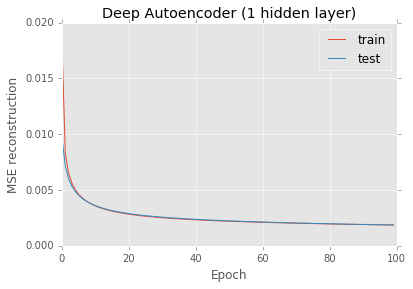 Deep Autoencoder (1 hidden layer)
0.020
0.015
0.010
0.005
0.000
MSE reconstruction
train
test
0 20 40 60 80 100
Epoch